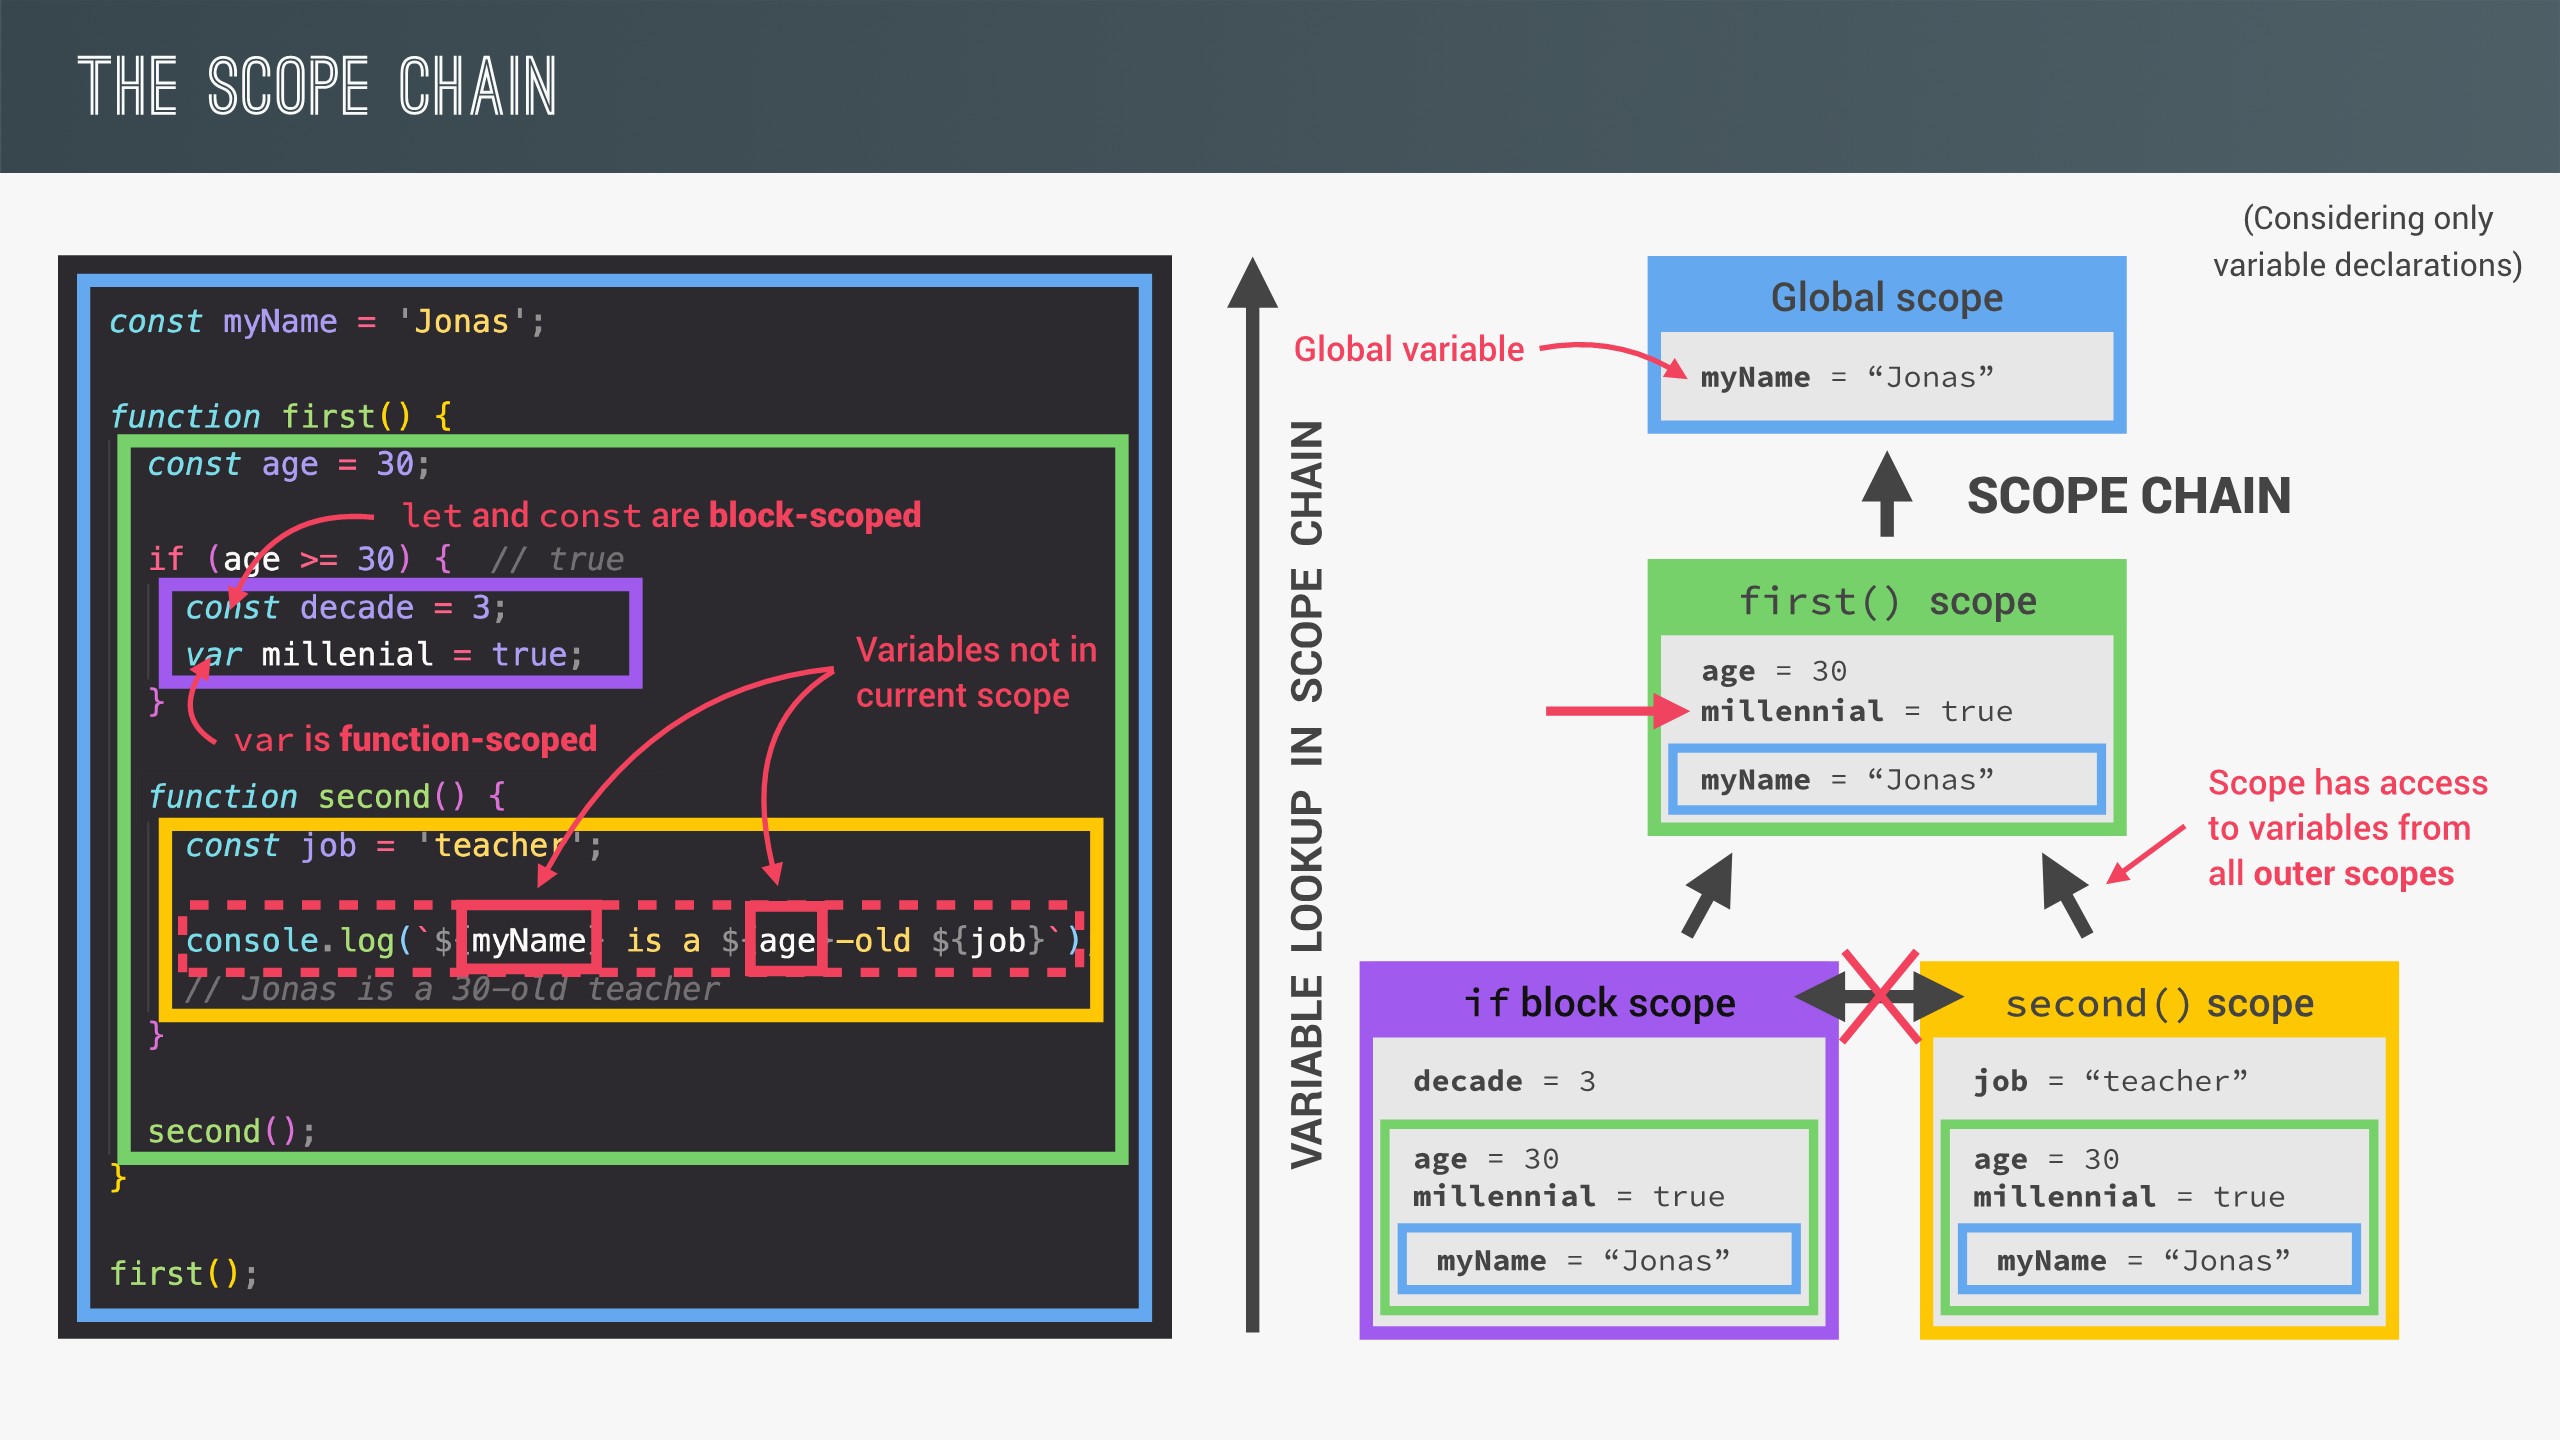 THE SCOPE CHAIN
(Considering only
variable declarations)
const myName = 'Jonas';
function first() {
const age = 30;
let and const are block-scoped
if (age >= 30) { // true
const decade = 3;
var millenial = true;
}
var is function-scoped
Variables not in
current scope
function second() {
const job = 'teacher';
console.log(`${myName} is a ${age}-old ${job}`)
// Jonas is a 30-old teacher
}
second();
}
first();
VARIABLE LOOKUP IN SCOPE CHAIN
Global variable
Global scope
myName = “Jonas”
SCOPE CHAIN
first() scope
age = 30
millennial = true
myName = “Jonas”
Scope has access
to variables from
all outer scopes
if block scope
decade = 3
age = 30
millennial = true
myName = “Jonas”
second() scope
job = “teacher”
age = 30
millennial = true
myName = “Jonas”